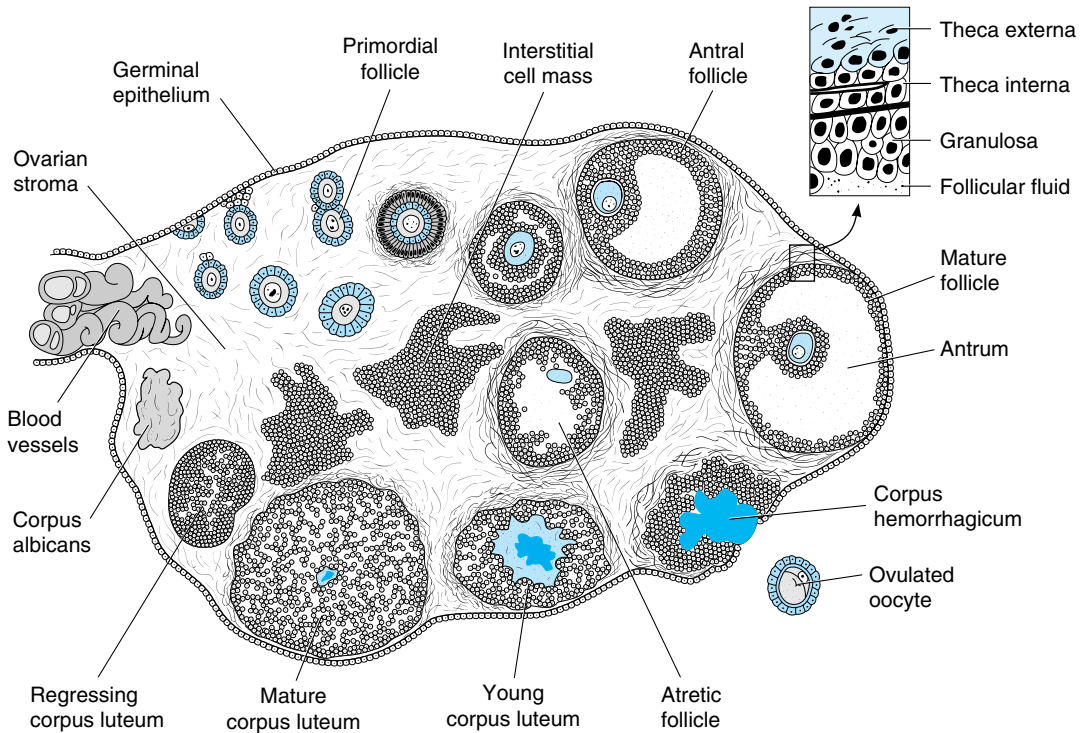 Theca externa
Theca interna
Granulosa
Follicular fluid
Primordial
follicle
Interstitial
cell mass
Antral
follicle
Germinal
epithelium
Ovarian
stroma
Mature
follicle
Antrum
Blood
vessels
Corpus
albicans
Corpus
hemorrhagicum
Ovulated
oocyte
Regressing
corpus luteum
Mature
corpus luteum
Young
corpus luteum
Atretic
follicle